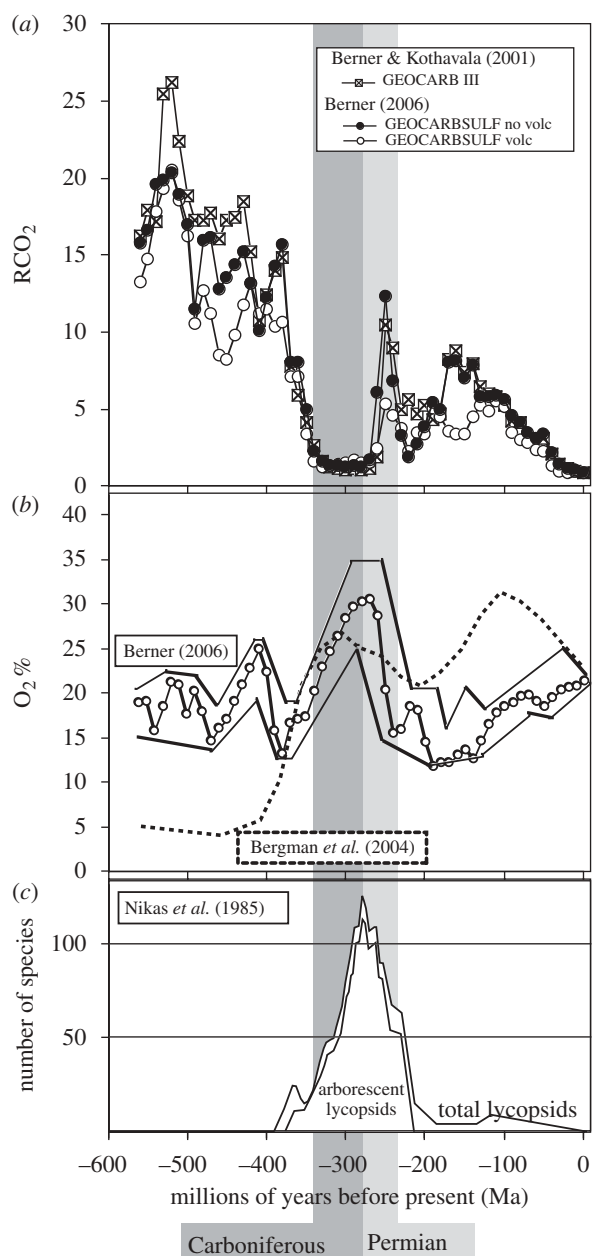 (a)
30
25
20
15
10
5
0
RCO2
Berner & Kothavala (2001)
GEOCARB III
Berner (2006)
GEOCARBSULF no volc
GEOCARBSULF volc
(b)
40
35
30
25
20
15
10
5
0
O2 %
Berner (2006)
Bergman et al. (2004)
(c)
Nikas et al. (1985)
100
50
number of species
arborescent
lycopsids
total lycopsids
−600 −500 −400 −300 −200 −100 0
millions of years before present (Ma)
Carboniferous Permian